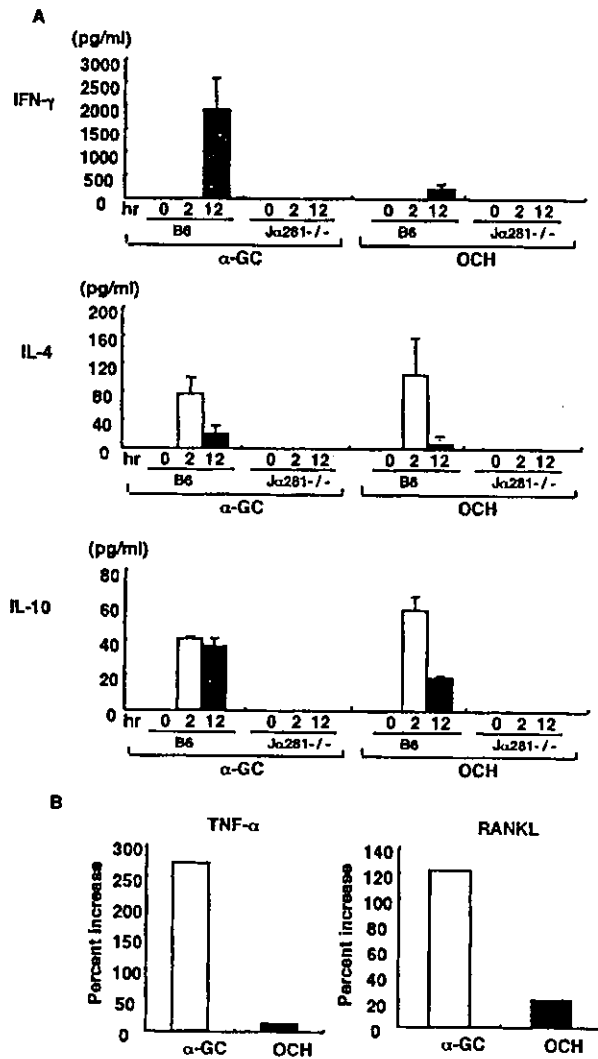 A
(pg/ml)
IFN-γ
3000
2500
2000
1500
1000
500
0
hr 0 2 12 0 2 12 0 2 12 0 2 12
B6 Jα281-/- B6 Jα281-/-
α-GC OCH
(pg/ml)
IL-4
200
160
120
80
40
0
hr 0 2 12 0 2 12 0 2 12 0 2 12
B6 Jα281-/- B6 Jα281-/-
α-GC OCH
(pg/ml)
IL-10
80
60
40
20
0
hr 0 2 12 0 2 12 0 2 12 0 2 12
B6 Jα281-/- B6 Jα281-/-
α-GC OCH
B
TNF-α
Percent increase
300
250
200
150
100
50
0
α-GC OCH
RANKL
Percent increase
140
120
100
80
60
40
20
0
α-GC OCH